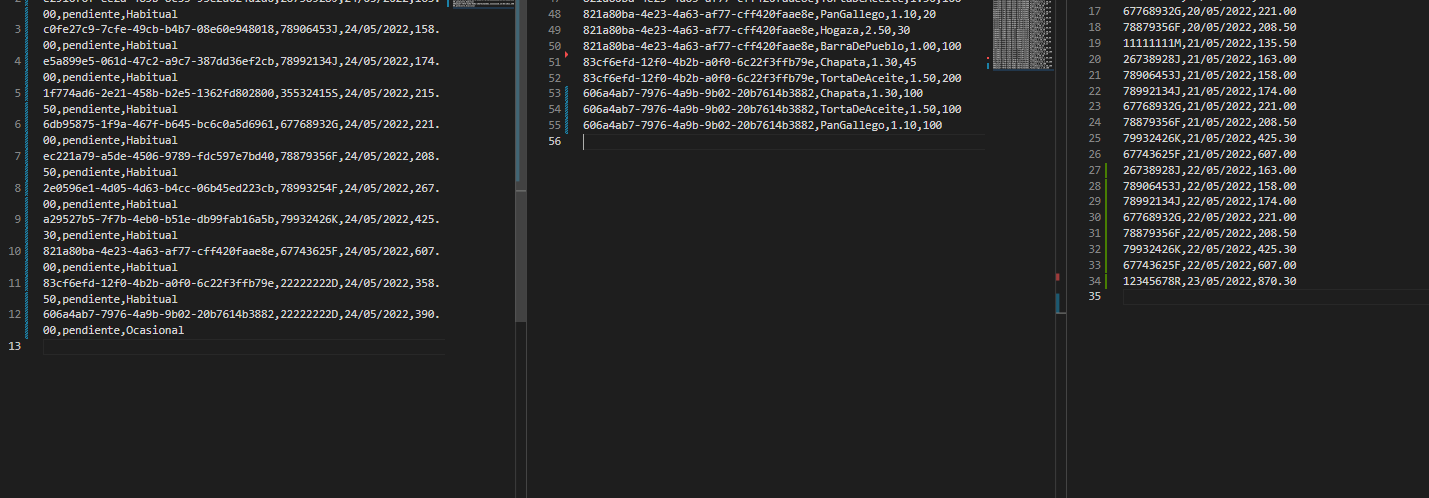 3 c0fe27c9-7cfe-49cb-b4b7-08e60e948018,78906453J,24/05/2022,158.
00,pendiente,Habitual
4 e5a899e5-061d-47c2-a9c7-387dd36ef2cb,78992134J,24/05/2022,174.
00,pendiente,Habitual
5 1f774ad6-2e21-458b-b2e5-1362fd802800,35532415S,24/05/2022,215.
50,pendiente,Habitual
6 6db95875-1f9a-467f-b645-bc6c0a5d6961,67768932G,24/05/2022,221.
00,pendiente,Habitual
7 ec221a79-a5de-4506-9789-fdc597e7bd40,78879356F,24/05/2022,208.
50,pendiente,Habitual
8 2e0596e1-4d05-4d63-b4cc-06b45ed223cb,78993254F,24/05/2022,267.
00,pendiente,Habitual
9 a29527b5-7f7b-4eb0-b51e-db99fab16a5b,79932426K,24/05/2022,425.
30,pendiente,Habitual
10 821a80ba-4e23-4a63-af77-cff420faae8e,67743625F,24/05/2022,607.
00,pendiente,Habitual
11 83cf6efd-12f0-4b2b-a0f0-6c22f3ffb79e,22222222D,24/05/2022,358.
50,pendiente,Habitual
12 606a4ab7-7976-4a9b-9b02-20b7614b3882,22222222D,24/05/2022,390.
00,pendiente,Ocasional
13
48 821a80ba-4e23-4a63-af77-cff420faae8e,PanGallego,1.10,20
49 821a80ba-4e23-4a63-af77-cff420faae8e,Hogaza,2.50,30
50 821a80ba-4e23-4a63-af77-cff420faae8e,BarraDePueblo,1.00,100
51 83cf6efd-12f0-4b2b-a0f0-6c22f3ffb79e,Chapata,1.30,45
52 83cf6efd-12f0-4b2b-a0f0-6c22f3ffb79e,TortaDeAceite,1.50,200
53 606a4ab7-7976-4a9b-9b02-20b7614b3882,Chapata,1.30,100
54 606a4ab7-7976-4a9b-9b02-20b7614b3882,TortaDeAceite,1.50,100
55 606a4ab7-7976-4a9b-9b02-20b7614b3882,PanGallego,1.10,100
56
17 67768932G,20/05/2022,221.00
18 78879356F,20/05/2022,208.50
19 11111111M,21/05/2022,135.50
20 26738928J,21/05/2022,163.00
21 78906453J,21/05/2022,158.00
22 78992134J,21/05/2022,174.00
23 67768932G,21/05/2022,221.00
24 78879356F,21/05/2022,208.50
25 79932426K,21/05/2022,425.30
26 67743625F,21/05/2022,607.00
27 26738928J,22/05/2022,163.00
28 78906453J,22/05/2022,158.00
29 78992134J,22/05/2022,174.00
30 67768932G,22/05/2022,221.00
31 78879356F,22/05/2022,208.50
32 79932426K,22/05/2022,425.30
33 67743625F,22/05/2022,607.00
34 12345678R,23/05/2022,870.30
35